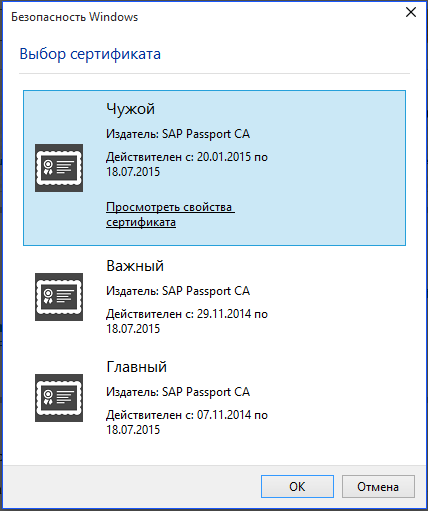 Безопасность Windows
Выбор сертификата
Чужой
Издатель: SAP Passport CA
Действителен с: 20.01.2015 по
18.07.2015
Просмотреть свойства
сертификата
Важный
Издатель: SAP Passport CA
Действителен с: 29.11.2014 по
18.07.2015
Главный
Издатель: SAP Passport CA
Действителен с: 07.11.2014 по
18.07.2015
ОК
Отмена